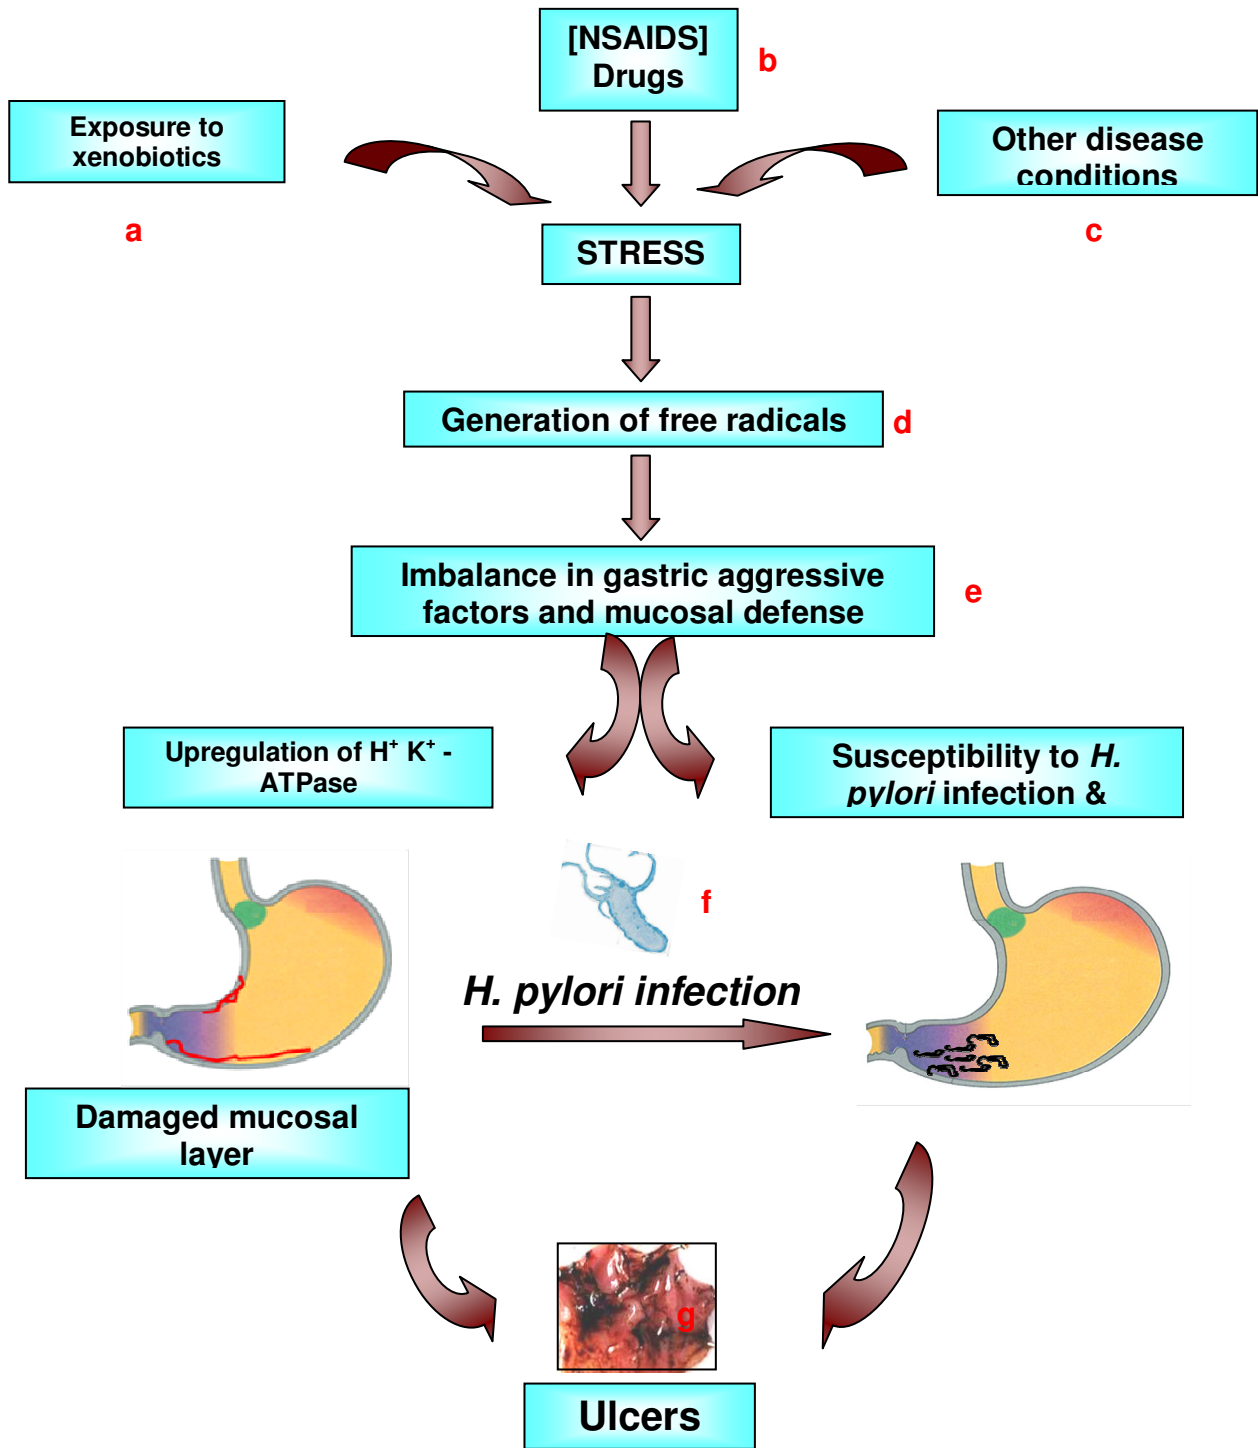 [NSAIDS]
Drugs
b
Exposure to
xenobiotics
a
Other disease
conditions
c
STRESS
Generation of free radicals
d
Imbalance in gastric aggressive
factors and mucosal defense
e
Upregulation of H⁺ K⁺ -
ATPase
Susceptibility to H.
pylori infection &
f
H. pylori infection
Damaged mucosal
layer
g
Ulcers